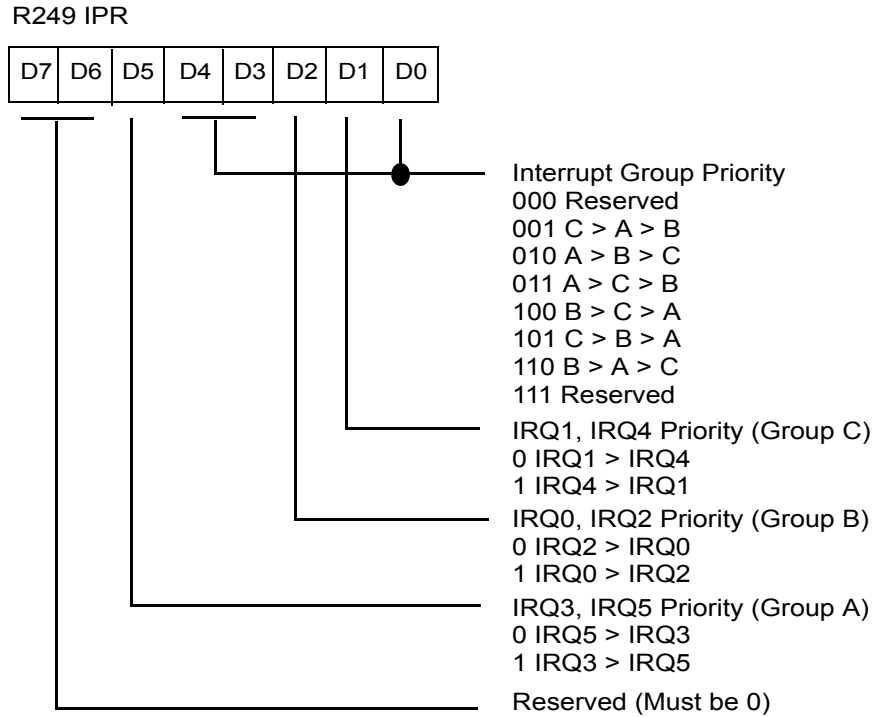 R249 IPR
D7 D6 D5 D4 D3 D2 D1 D0
Interrupt Group Priority
000 Reserved
001 C > A > B
010 A > B > C
011 A > C > B
100 B > C > A
101 C > B > A
110 B > A > C
111 Reserved
IRQ1, IRQ4 Priority (Group C)
0 IRQ1 > IRQ4
1 IRQ4 > IRQ1
IRQ0, IRQ2 Priority (Group B)
0 IRQ2 > IRQ0
1 IRQ0 > IRQ2
IRQ3, IRQ5 Priority (Group A)
0 IRQ5 > IRQ3
1 IRQ3 > IRQ5
Reserved (Must be 0)